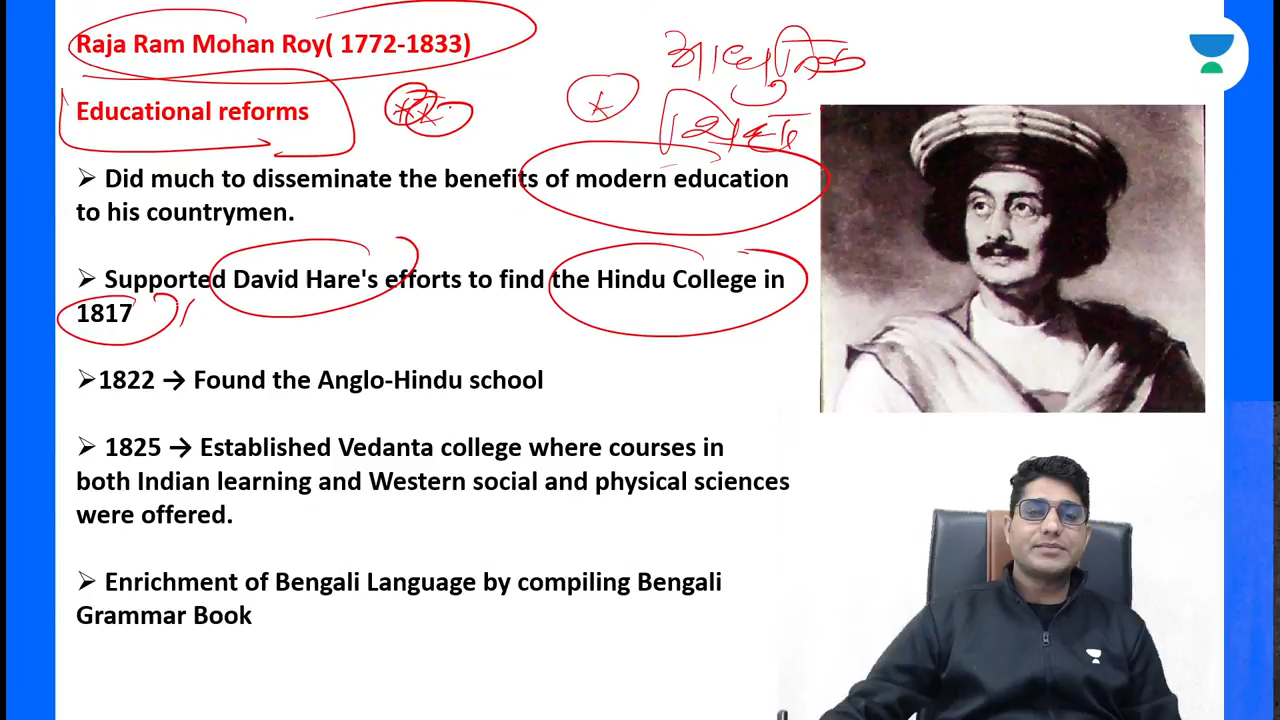 Raja Ram Mohan Roy( 1772-1833)
आधुनिक
Educational reforms
शिक्षा
➢ Did much to disseminate the benefits of modern education
to his countrymen.
➢ Supported David Hare's efforts to find the Hindu College in
1817
➢1822 → Found the Anglo-Hindu school
➢ 1825 → Established Vedanta college where courses in
both Indian learning and Western social and physical sciences
were offered.
➢ Enrichment of Bengali Language by compiling Bengali
Grammar Book